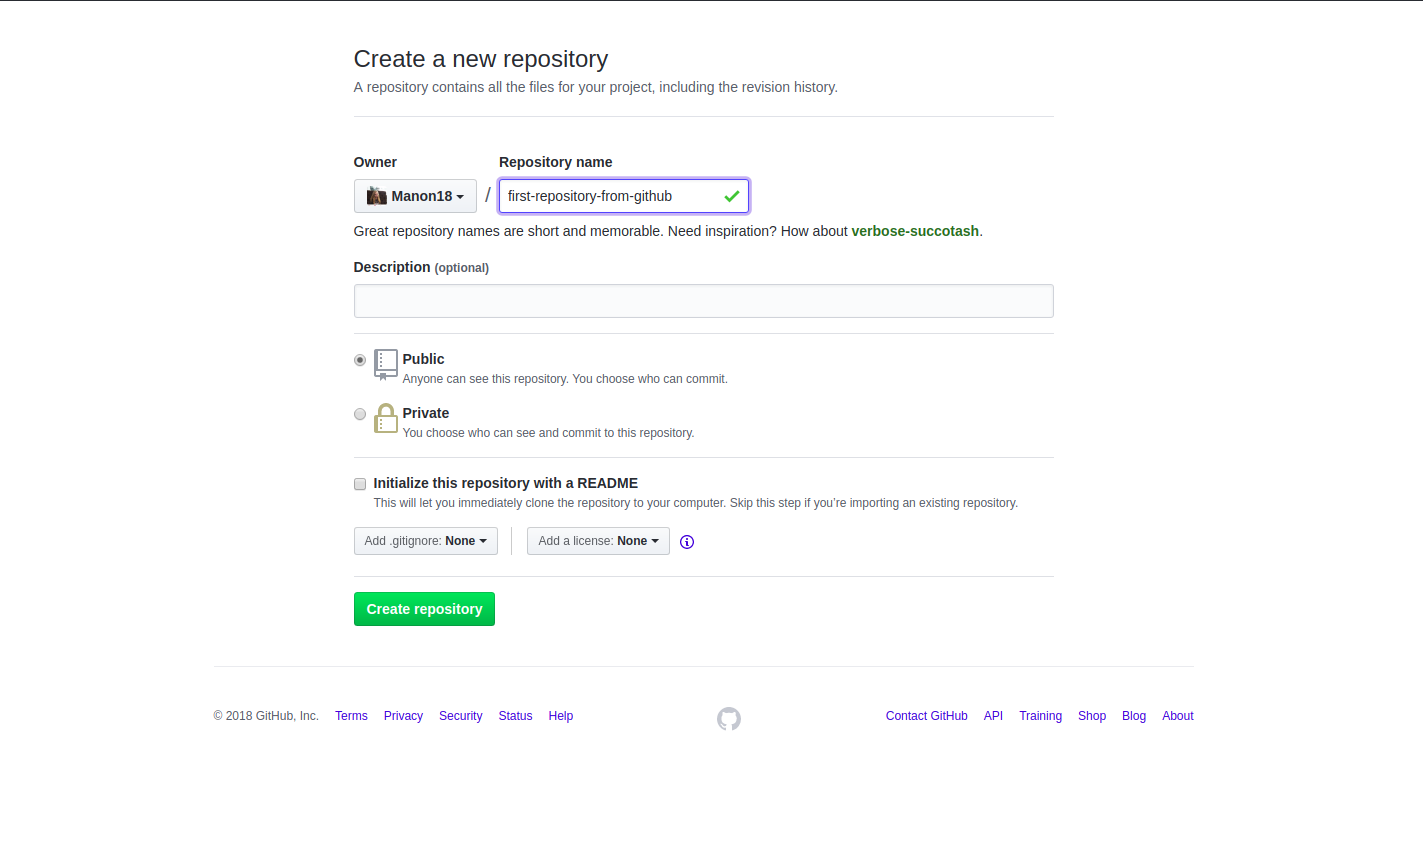 Create a new repository
A repository contains all the files for your project, including the revision history.
Owner Repository name
Manon18 / first-repository-from-github
Great repository names are short and memorable. Need inspiration? How about verbose-succotash.
Description (optional)
Public
Anyone can see this repository. You choose who can commit.
Private
You choose who can see and commit to this repository.
Initialize this repository with a README
This will let you immediately clone the repository to your computer. Skip this step if you’re importing an existing repository.
Add .gitignore: None Add a license: None
Create repository
© 2018 GitHub, Inc. Terms Privacy Security Status Help Contact GitHub API Training Shop Blog About